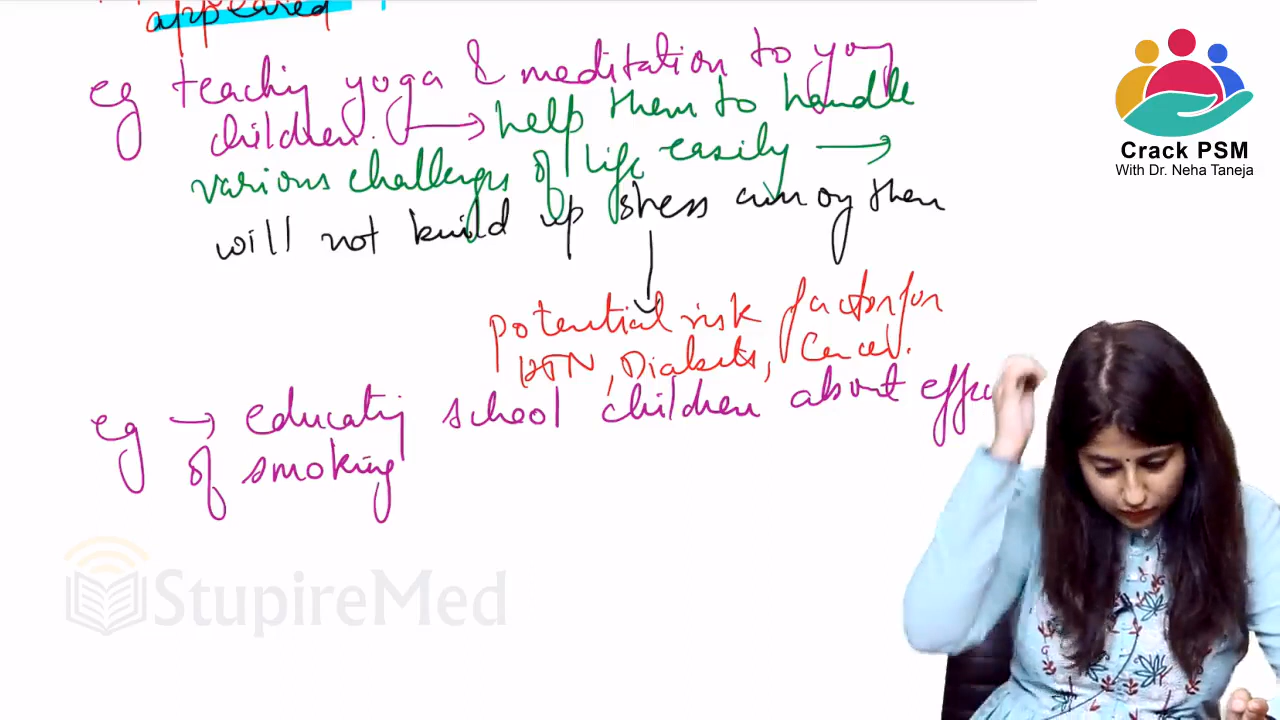 appeared
eg teaching yoga & meditation to young
children. → help them to handle
various challenges of life easily →
will not build up stress among them
potential risk factor for
HTN, Diabetes, Cancer.
eg → educating school children about effe
of smoking
Crack PSM
With Dr. Neha Taneja
StupireMed